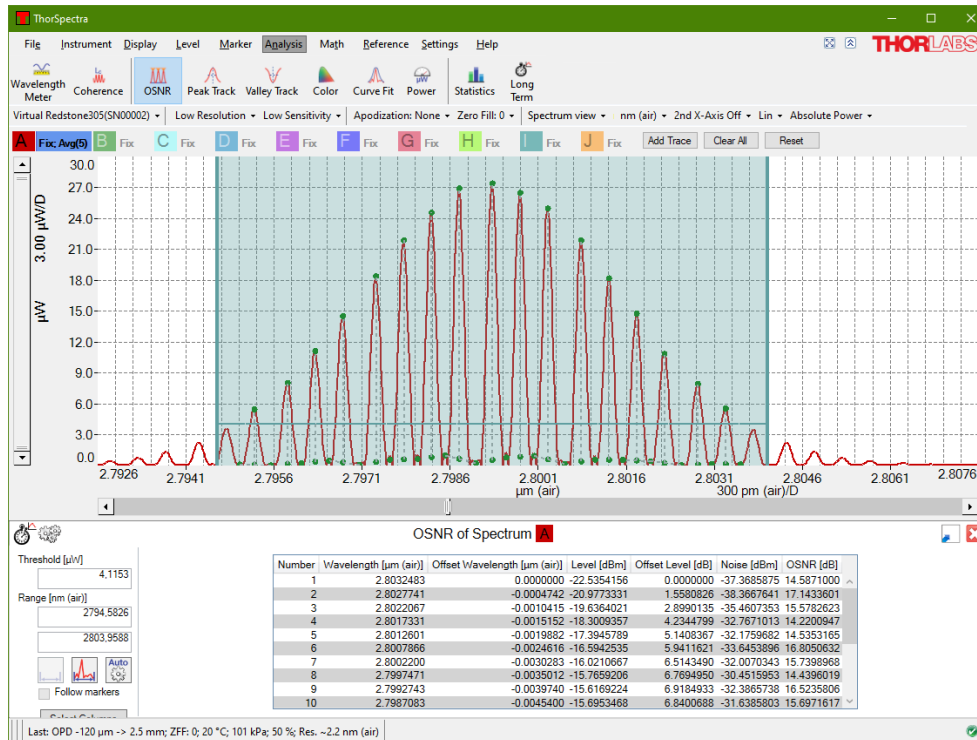 ThorSpectra
File Instrument Display Level Marker Analysis Math Reference Settings Help
THORLABS
Wavelength Meter Coherence OSNR Peak Track Valley Track Color Curve Fit Power Statistics Long Term
Virtual Redstone305(SN00002) Low Resolution Low Sensitivity Apodization: None Zero Fill: 0 Spectrum view nm (air) 2nd X-Axis Off Lin Absolute Power
A Fix; Avg(5) B Fix C Fix D Fix E Fix F Fix G Fix H Fix I Fix J Fix Add Trace Clear All Reset
30.0
27.0
24.0
21.0
18.0
15.0
12.0
9.0
6.0
3.0
0.0
3.00 µW/D
µW
2.7926 2.7941 2.7956 2.7971 2.7986 2.8001 2.8016 2.8031 2.8046 2.8061 2.8076
µm (air) 300 pm (air)/D
OSNR of Spectrum A
Threshold [µW]
4,1153
Range [nm (air)]
2794,5826
2803,9588
Auto
Follow markers
Select Columns
Number Wavelength [µm (air)] Offset Wavelength [µm (air)] Level [dBm] Offset Level [dB] Noise [dBm] OSNR [dB]
1 2.8032483 0.0000000 -22.5354156 0.0000000 -37.3685875 14.5871000
2 2.8027741 -0.0004742 -20.9773331 1.5580826 -38.3667641 17.1433601
3 2.8022067 -0.0010415 -19.6364021 2.8990135 -35.4607353 15.5782623
4 2.8017331 -0.0015152 -18.3009357 4.2344799 -32.7671013 14.2200947
5 2.8012601 -0.0019882 -17.3945789 5.1408367 -32.1759682 14.5355165
6 2.8007866 -0.0024616 -16.5942535 5.9411621 -33.6453896 16.8050632
7 2.8002200 -0.0030283 -16.0210667 6.5143490 -32.0070343 15.7398968
8 2.7997471 -0.0035012 -15.7659206 6.7694950 -30.4515953 14.4396019
9 2.7992743 -0.0039740 -15.6169224 6.9184933 -32.3865738 16.5235806
10 2.7987083 -0.0045400 -15.6953468 6.8400688 -31.6385803 15.6971617
Last: OPD -120 µm -> 2.5 mm; ZFF: 0; 20 °C; 101 kPa; 50 %; Res. ~2.2 nm (air)